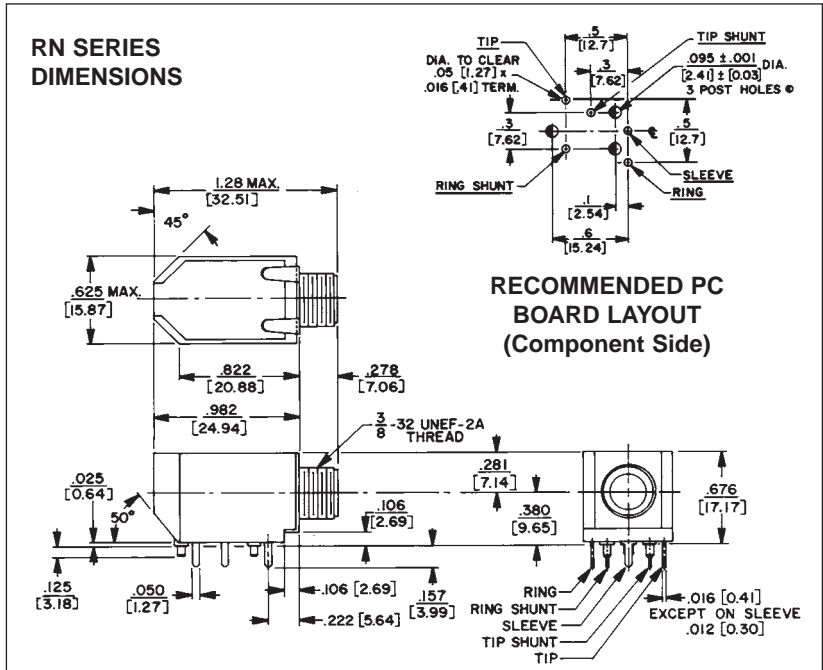 RN SERIES
DIMENSIONS
TIP
.5
[12.7]
TIP SHUNT
DIA. TO CLEAR
.05 [1.27] x
.016 [.41] TERM.
.3
[7.62]
.095 ±.001 DIA.
[2.41] ± [0.03]
3 POST HOLES
.3
[7.62]
.5
[12.7]
SLEEVE
RING SHUNT
RING
.1
[2.54]
.6
[15.24]
RECOMMENDED PC
BOARD LAYOUT
(Component Side)
1.28 MAX.
[32.51]
45°
.625 MAX.
[15.87]
.822
[20.88]
.278
[7.06]
.982
[24.94]
3/8-32 UNEF-2A
THREAD
.025
[0.64]
50°
.281
[7.14]
.380
[9.65]
.676
[17.17]
.106
[2.69]
.125
[3.18]
.050
[1.27]
.106 [2.69]
.157
[3.99]
.222 [5.64]
RING
RING SHUNT
SLEEVE
TIP SHUNT
TIP
.016 [0.41]
EXCEPT ON SLEEVE
.012 [0.30]